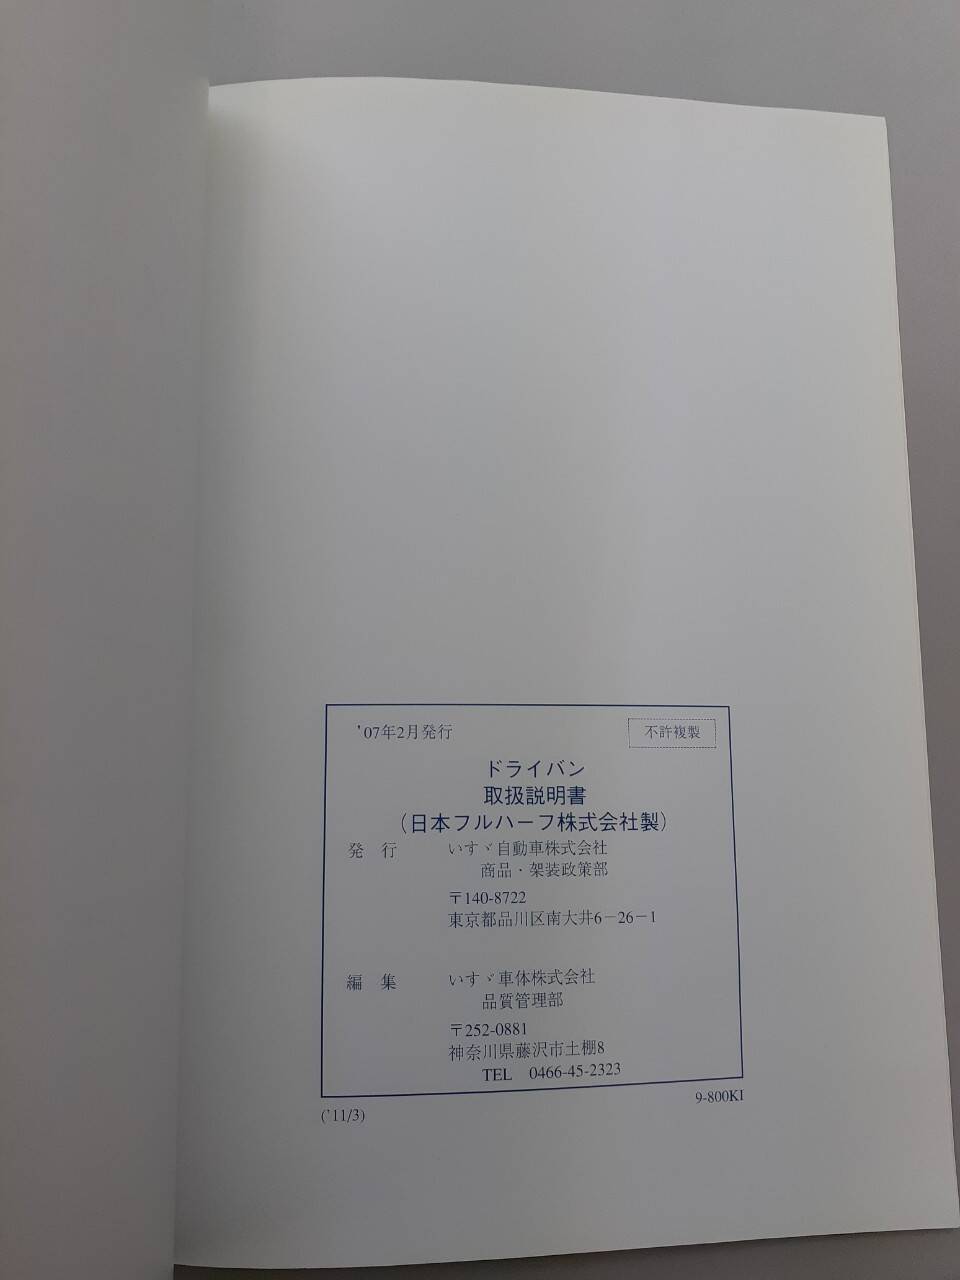 '07年2月発行
不許複製
ドライバン
取扱説明書
（日本フルハーフ株式会社製）
発　行　いすゞ自動車株式会社
商品・架装政策部
〒140-8722
東京都品川区南大井6－26－1
編　集　いすゞ車体株式会社
品質管理部
〒252-0881
神奈川県藤沢市土棚8
TEL　0466-45-2323
('11/3)
9-800KI